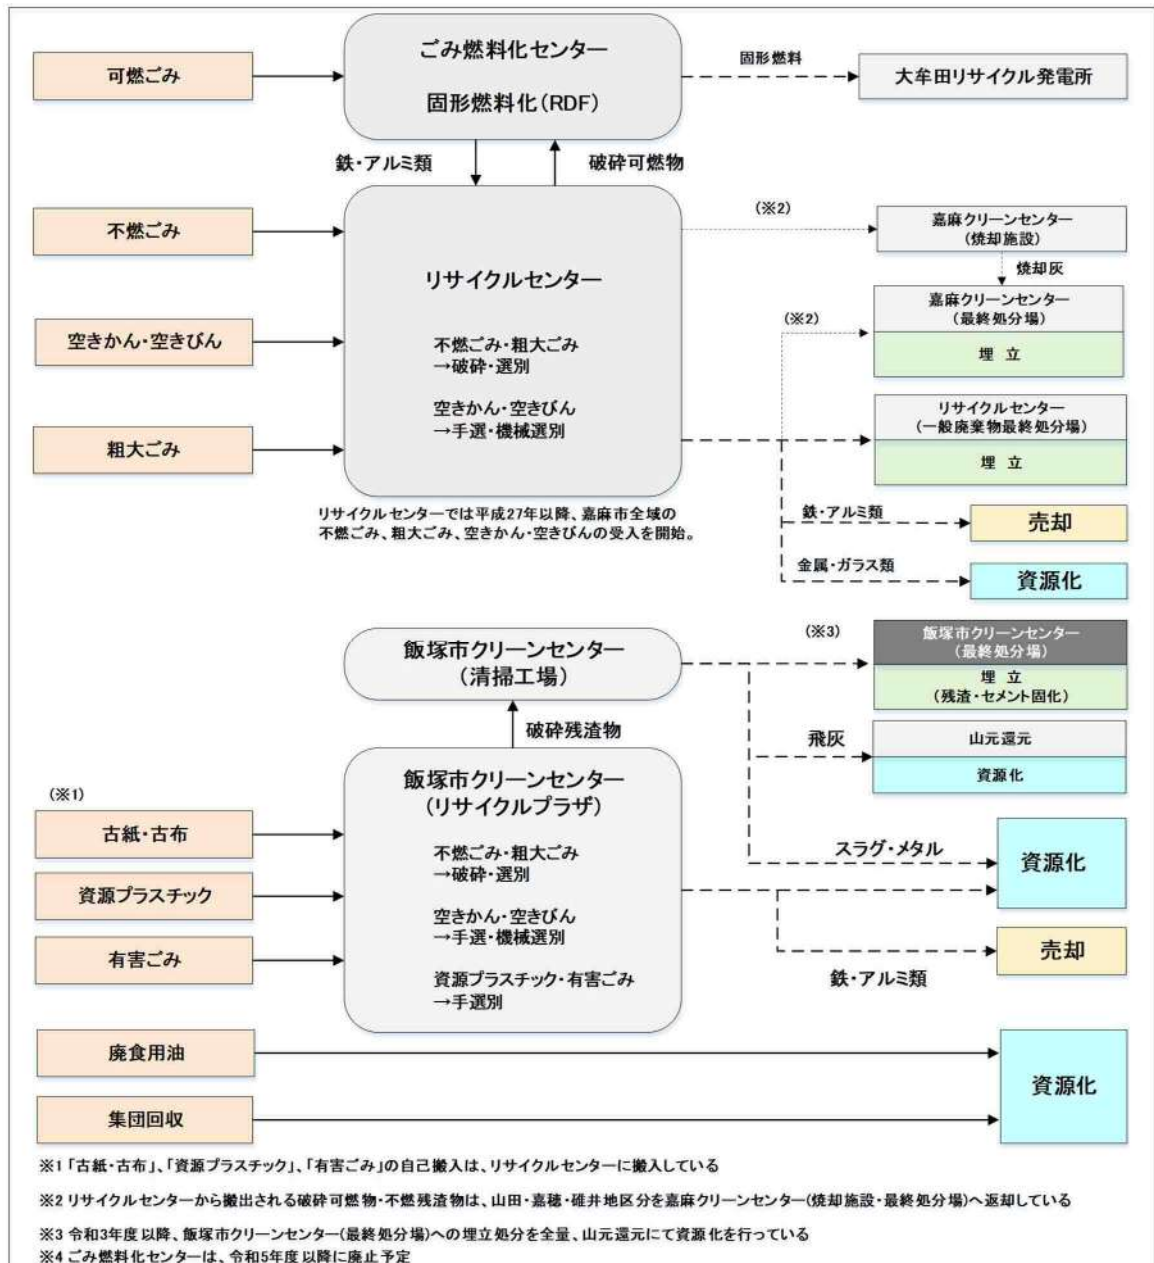 可燃ごみ
ごみ燃料化センター
固形燃料化(RDF)
固形燃料
大牟田リサイクル発電所
鉄・アルミ類
破砕可燃物
不燃ごみ
空きかん・空きびん
粗大ごみ
リサイクルセンター
不燃ごみ・粗大ごみ
→破砕・選別
空きかん・空きびん
→手選・機械選別
リサイクルセンターでは平成27年以降、嘉麻市全域の
不燃ごみ、粗大ごみ、空きかん・空きびんの受入を開始。
(※2)
嘉麻クリーンセンター
(焼却施設)
焼却灰
(※2)
嘉麻クリーンセンター
(最終処分場)
埋 立
リサイクルセンター
(一般廃棄物最終処分場)
埋 立
鉄・アルミ類
売却
金属・ガラス類
資源化
飯塚市クリーンセンター
(清掃工場)
(※3)
飯塚市クリーンセンター
(最終処分場)
埋 立
(残渣・セメント固化)
破砕残渣物
飛灰
山元還元
資源化
(※1)
古紙・古布
資源プラスチック
有害ごみ
飯塚市クリーンセンター
(リサイクルプラザ)
不燃ごみ・粗大ごみ
→破砕・選別
空きかん・空きびん
→手選・機械選別
資源プラスチック・有害ごみ
→手選別
スラグ・メタル
資源化
売却
鉄・アルミ類
廃食用油
集団回収
資源化
※1 「古紙・古布」、「資源プラスチック」、「有害ごみ」の自己搬入は、リサイクルセンターに搬入している
※2 リサイクルセンターから搬出される破砕可燃物・不燃残渣物は、山田・嘉穂・碓井地区分を嘉麻クリーンセンター(焼却施設・最終処分場)へ返却している
※3 令和3年度以降、飯塚市クリーンセンター(最終処分場)への埋立処分を全量、山元還元にて資源化を行っている
※4 ごみ燃料化センターは、令和5年度以降に廃止予定